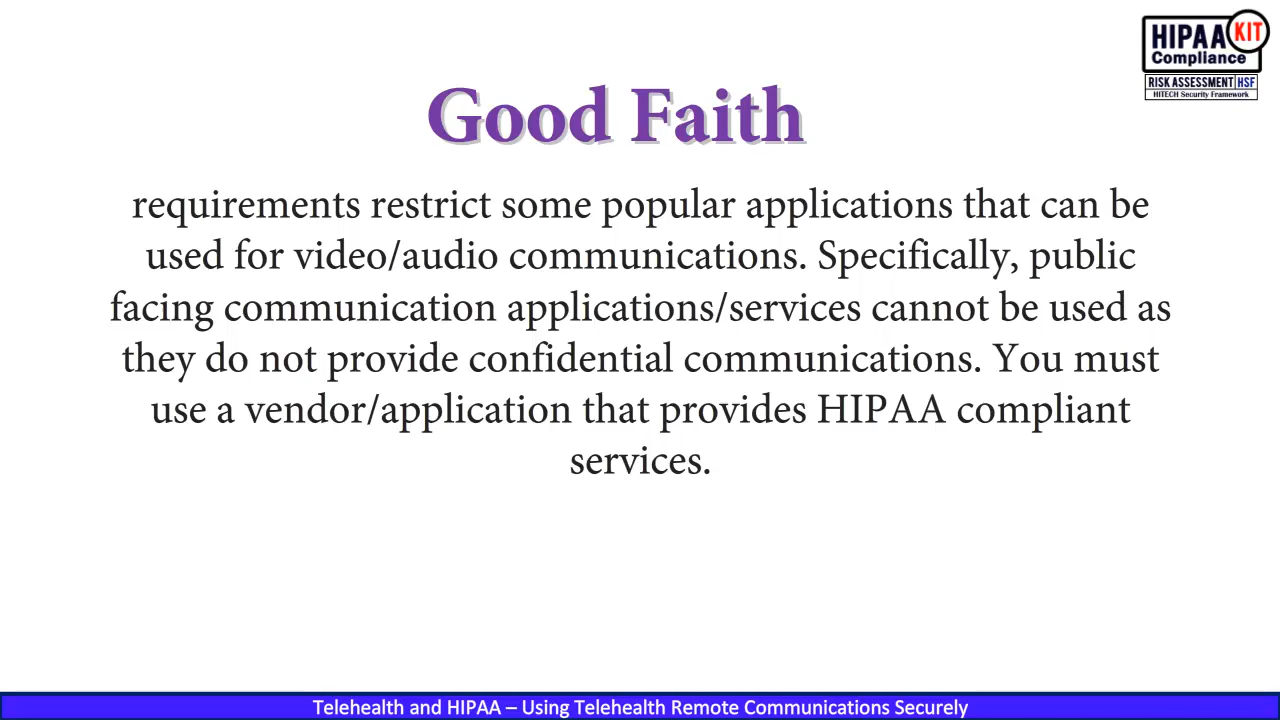 HIPAA KIT
Compliance
RISK ASSESSMENT HSF
HITECH Security Framework
Good Faith
requirements restrict some popular applications that can be
used for video/audio communications. Specifically, public
facing communication applications/services cannot be used as
they do not provide confidential communications. You must
use a vendor/application that provides HIPAA compliant
services.
Telehealth and HIPAA – Using Telehealth Remote Communications Securely